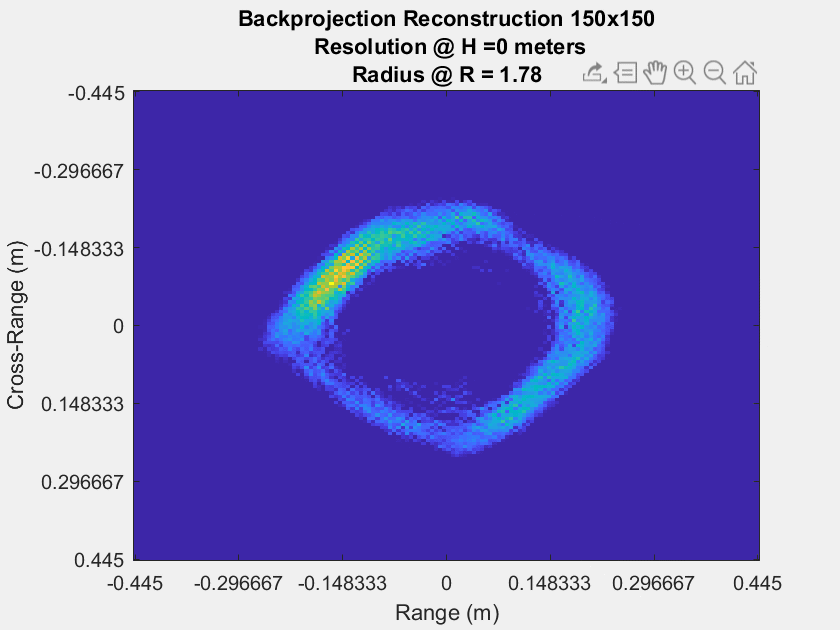 Backprojection Reconstruction 150x150
Resolution @ H =0 meters
Radius @ R = 1.78
-0.445
-0.296667
-0.148333
0
0.148333
0.296667
0.445
Cross-Range (m)
-0.445 -0.296667 -0.148333 0 0.148333 0.296667 0.445
Range (m)